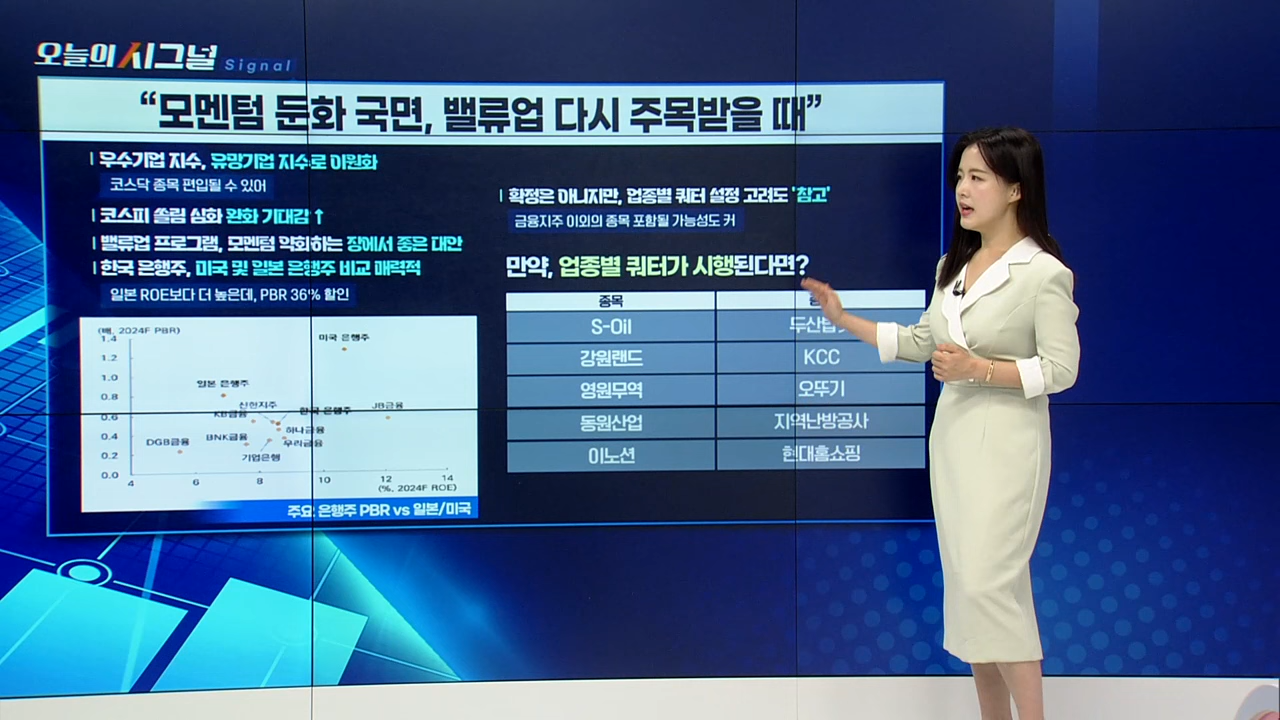 오늘의 시그널 Signal
“모멘텀 둔화 국면, 밸류업 다시 주목받을 때”
우수기업 지수, 유망기업 지수로 이원화
코스닥 종목 편입될 수 있어
코스피 쏠림 심화 완화 기대감 ↑
밸류업 프로그램, 모멘텀 약화하는 장에서 좋은 대안
한국 은행주, 미국 및 일본 은행주 비교 매력적
일본 ROE보다 더 높은데, PBR 36% 할인
(배, 2024F PBR)
1.4
1.2
1.0
0.8
0.6
0.4
0.2
0.0
미국 은행주
일본 은행주
신한지주
한국 은행주
JB금융
KB금융
하나금융
DGB금융
BNK금융
우리금융
기업은행
4 6 8 10 12 14
(%, 2024F ROE)
주요 은행주 PBR vs 일본/미국
확정은 아니지만, 업종별 쿼터 설정 고려도 '참고'
금융지주 이외의 종목 포함될 가능성도 커
만약, 업종별 쿼터가 시행된다면?
종목
S-Oil 두산밥
강원랜드 KCC
영원무역 오뚜기
동원산업 지역난방공사
이노션 현대홈쇼핑